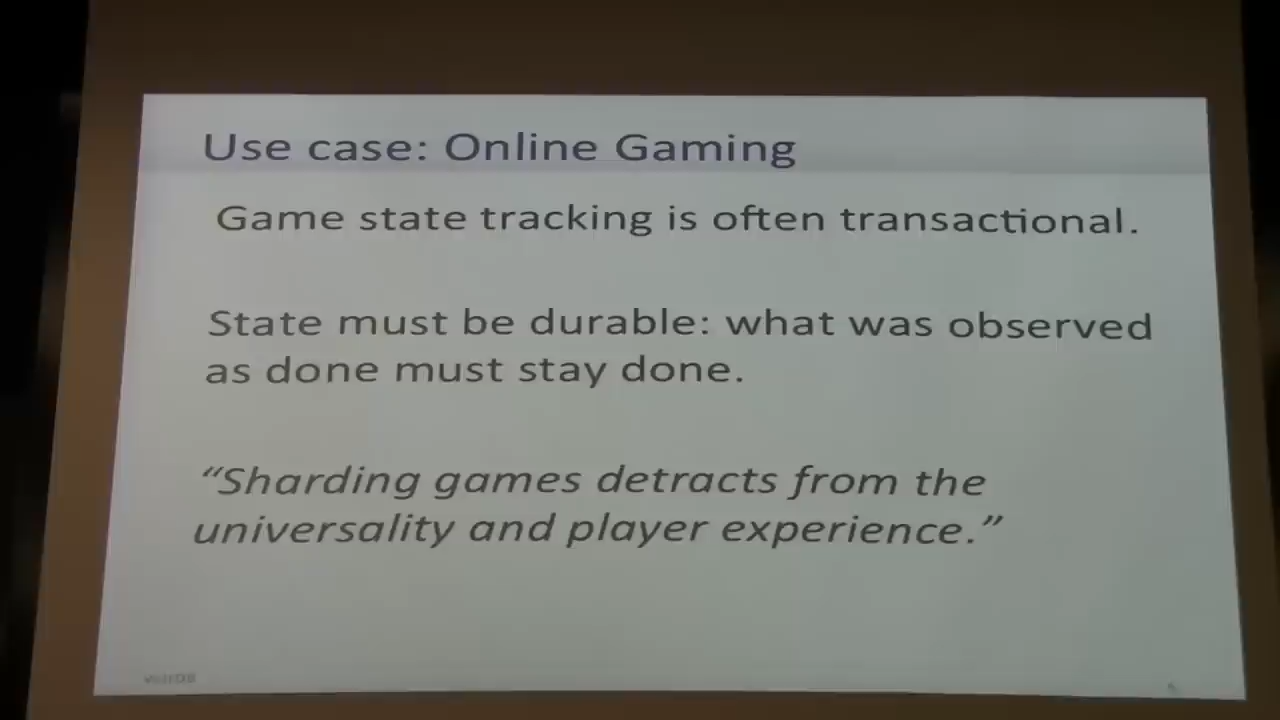 Use case: Online Gaming
Game state tracking is often transactional.
State must be durable: what was observed
as done must stay done.
“Sharding games detracts from the
universality and player experience.”
VoltDB